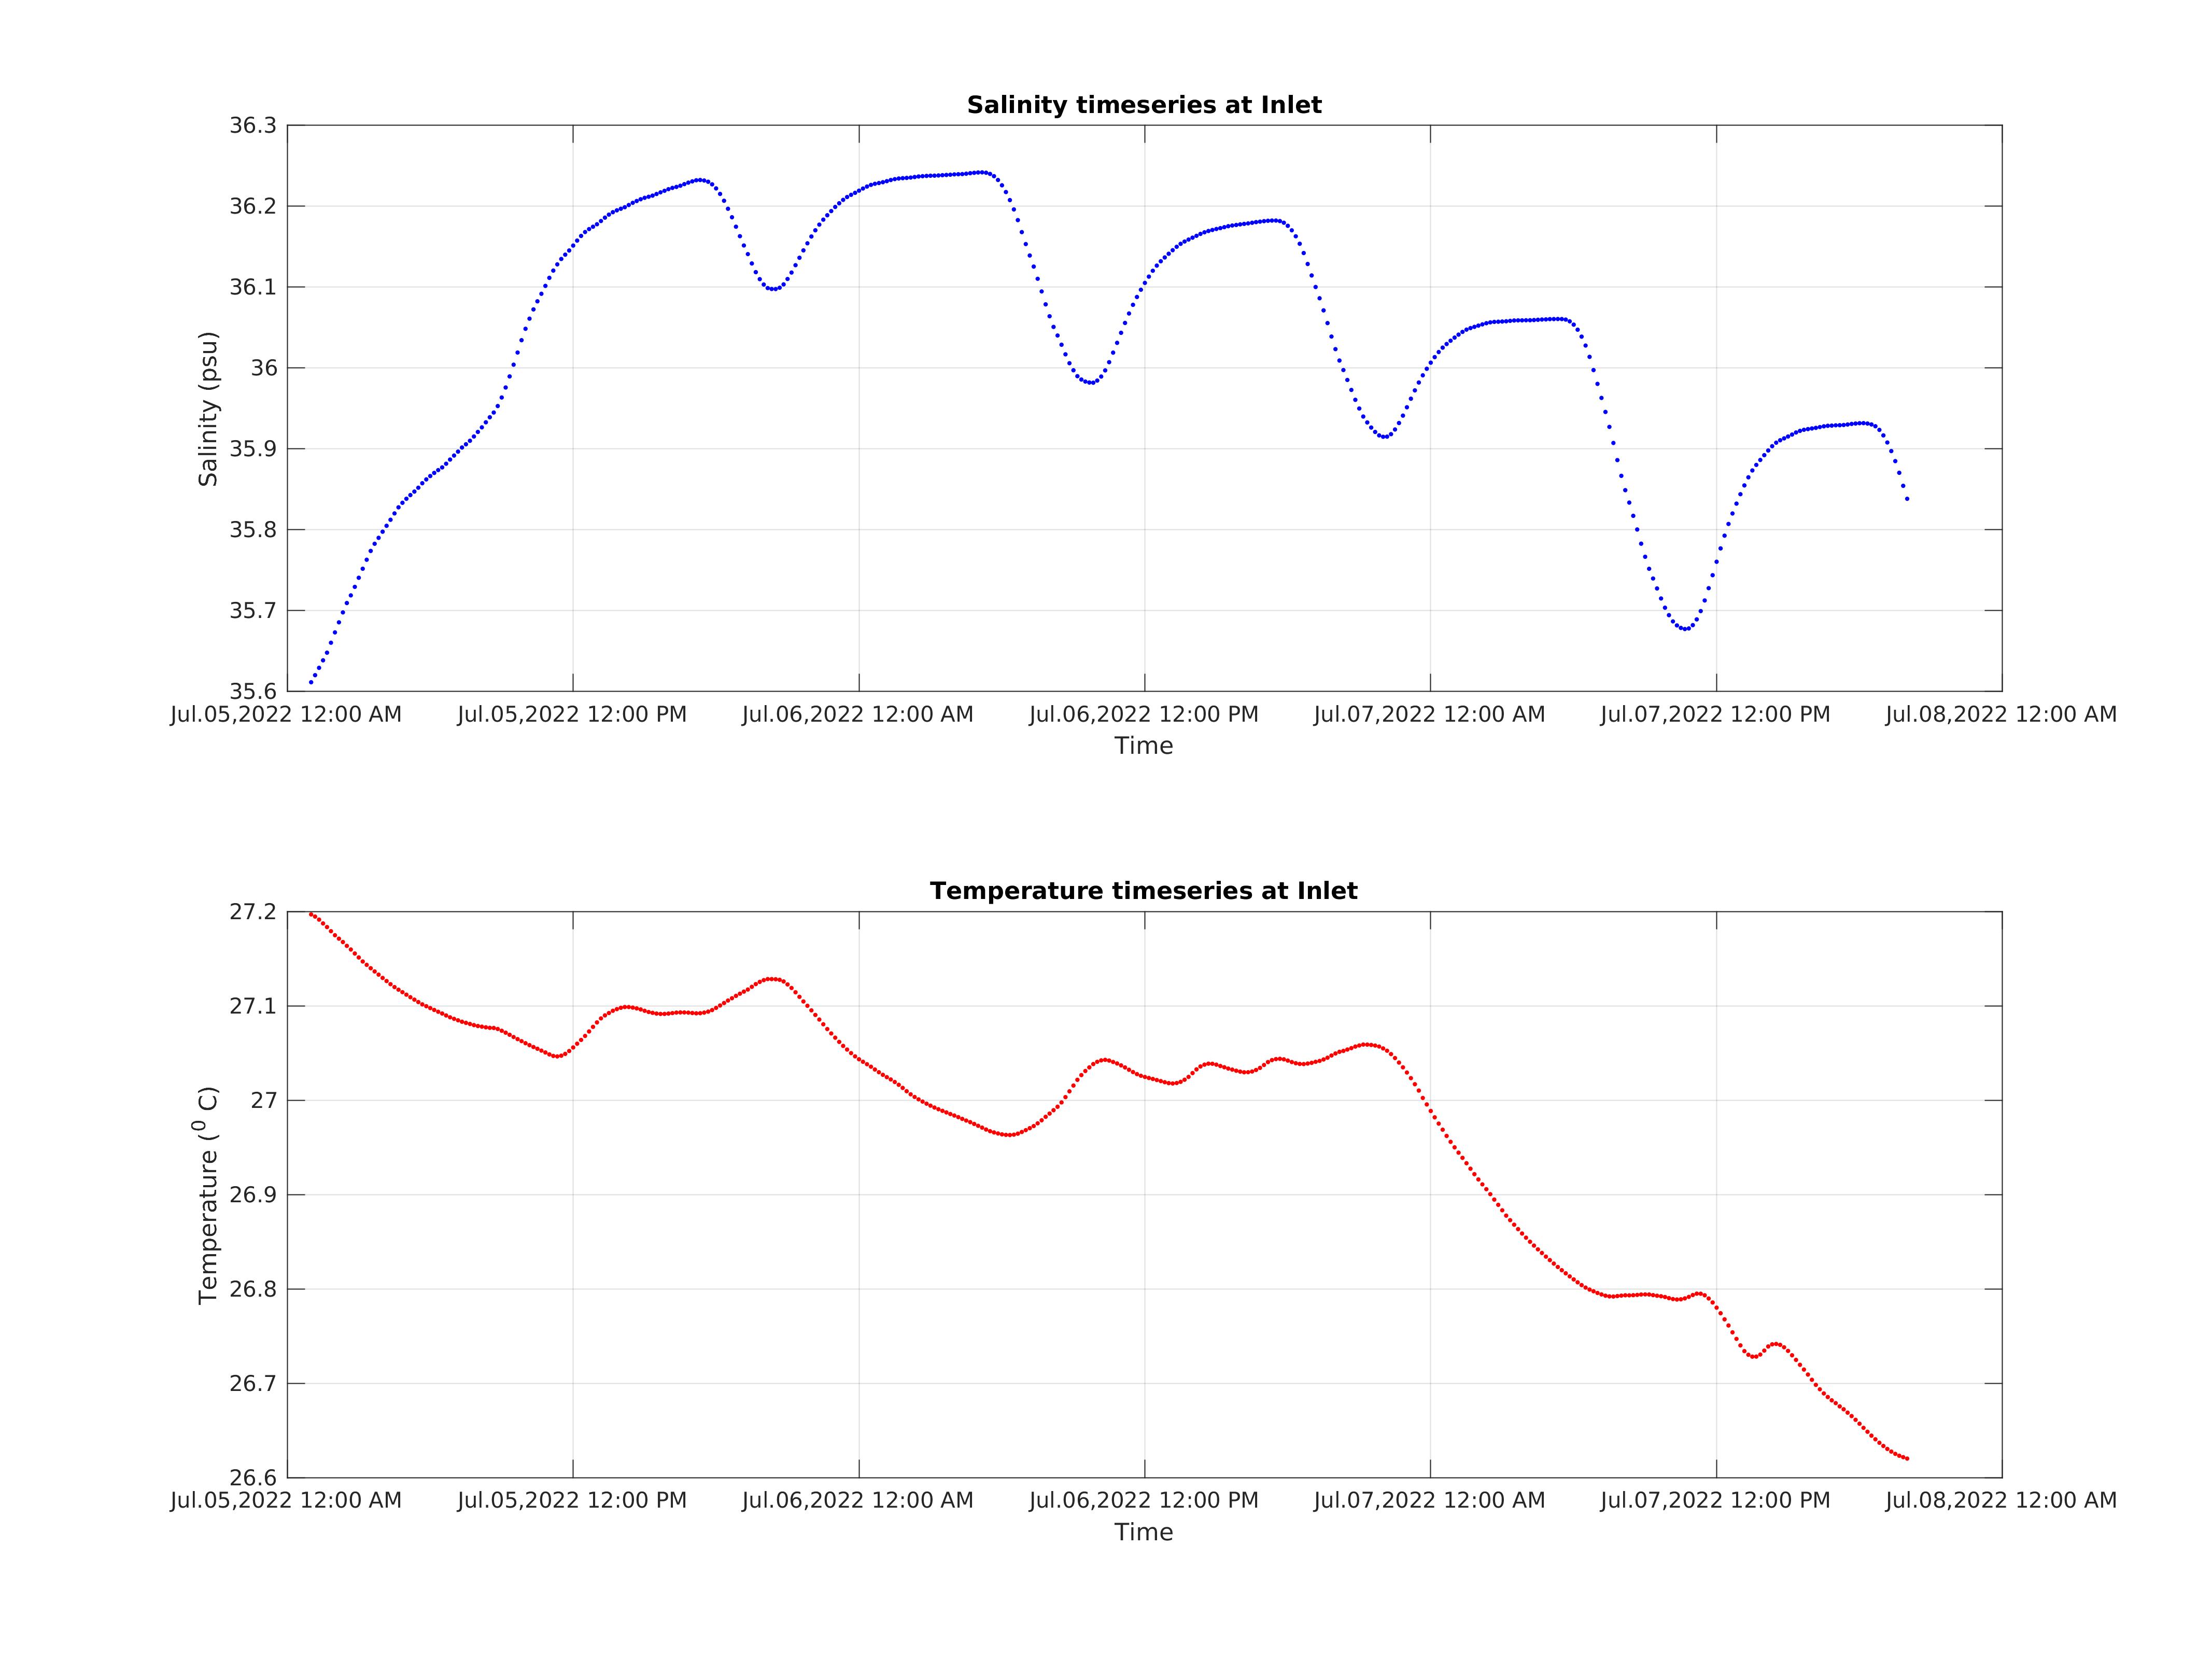 Salinity timeseries at Inlet
36.3
36.2
36.1
36
35.9
35.8
35.7
35.6
Salinity (psu)
Jul.05,2022 12:00 AM Jul.05,2022 12:00 PM Jul.06,2022 12:00 AM Jul.06,2022 12:00 PM Jul.07,2022 12:00 AM Jul.07,2022 12:00 PM Jul.08,2022 12:00 AM
Time
Temperature timeseries at Inlet
27.2
27.1
27
26.9
26.8
26.7
26.6
Temperature (⁰ C)
Jul.05,2022 12:00 AM Jul.05,2022 12:00 PM Jul.06,2022 12:00 AM Jul.06,2022 12:00 PM Jul.07,2022 12:00 AM Jul.07,2022 12:00 PM Jul.08,2022 12:00 AM
Time